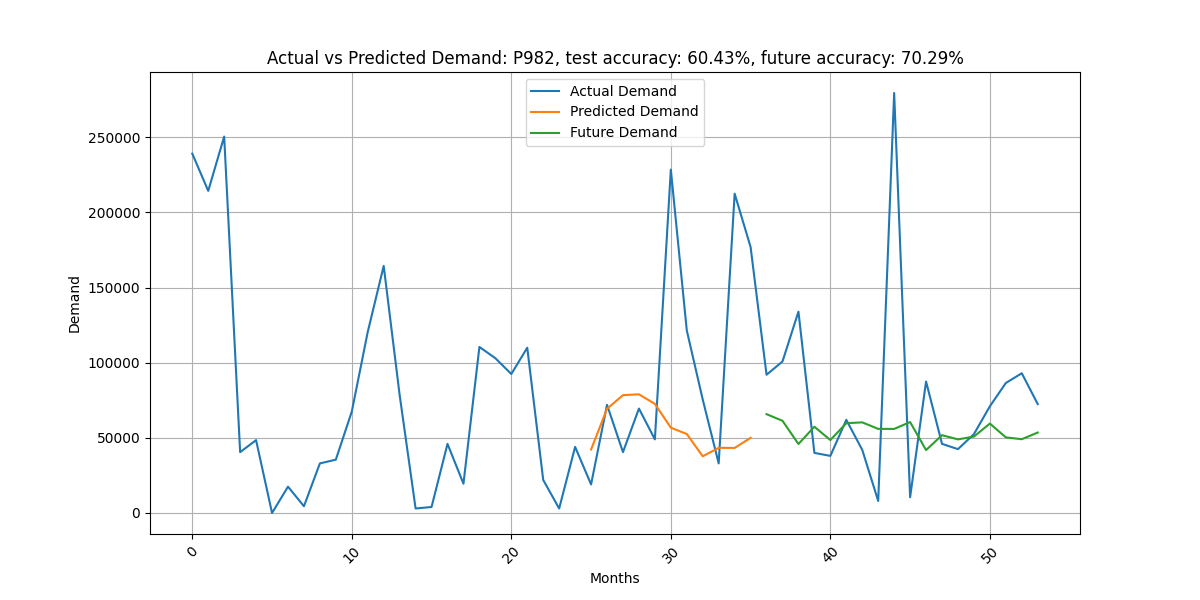 Actual vs Predicted Demand: P982, test accuracy: 60.43%, future accuracy: 70.29%
Actual Demand
Predicted Demand
Future Demand
250000
200000
150000
100000
50000
0
Demand
0
10
20
30
40
50
Months